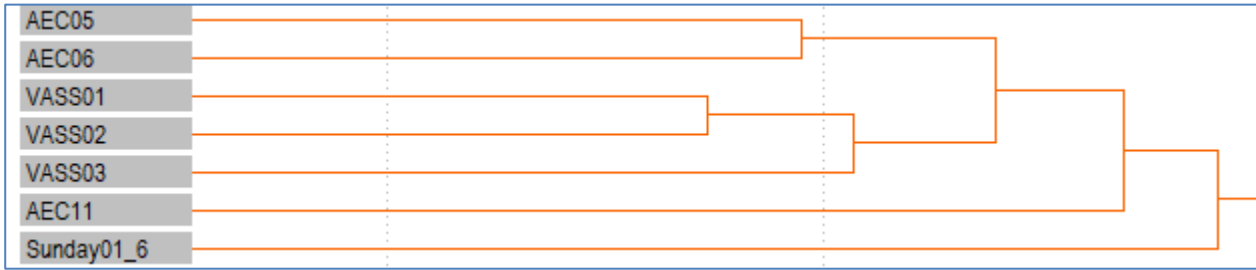 AEC05
AEC06
VASS01
VASS02
VASS03
AEC11
Sunday01_6